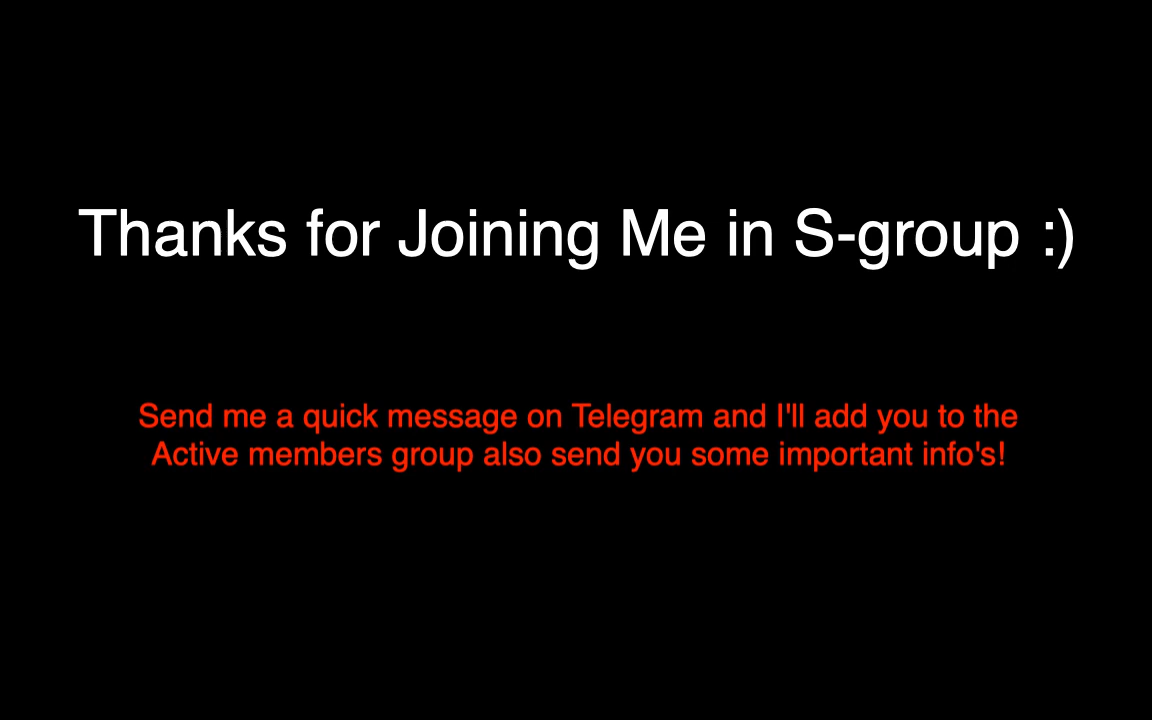 Thanks for Joining Me in S-group :)
Send me a quick message on Telegram and I'll add you to the
Active members group also send you some important info's!